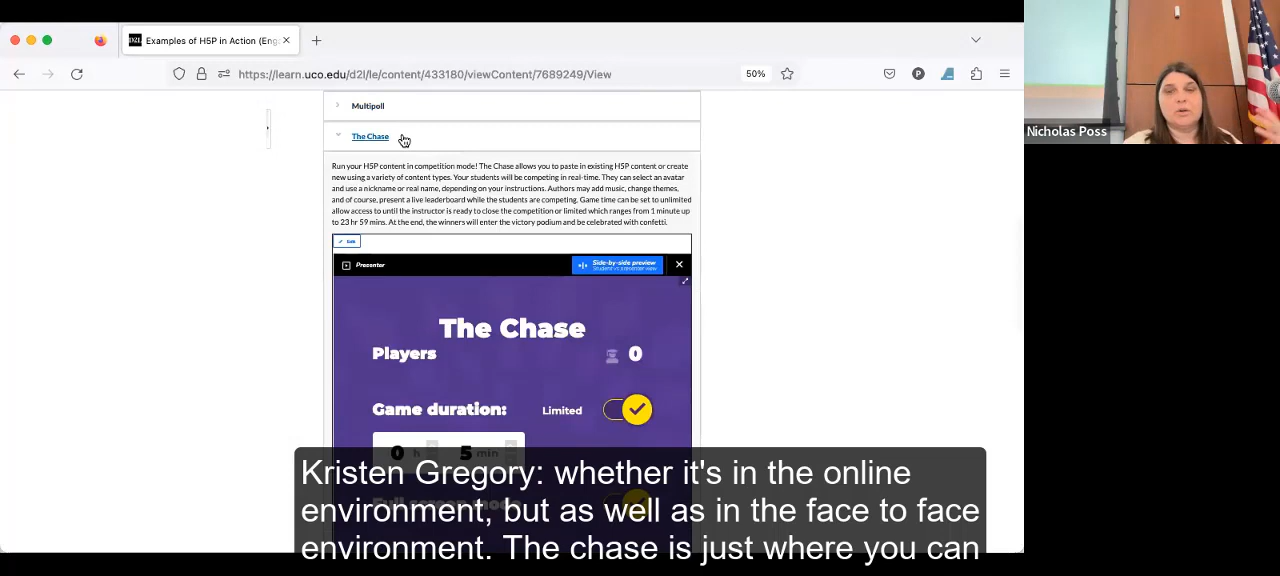 Examples of H5P in Action (Eng
https://learn.uco.edu/d2l/le/content/433180/viewContent/7689249/View
50%
Multipoll
The Chase
Run your H5P content in competition mode! The Chase allows you to paste in existing H5P content or create
new using a variety of content types. Your students will be competing in real-time. They can select an avatar
and use a nickname or real name, depending on your instructions. Authors may add music, change themes,
and of course, present a live leaderboard while the students are competing. Game time can be set to unlimited
allow access to until the instructor is ready to close the competition or limited which ranges from 1 minute up
to 23 hr 59 mins. At the end, the winners will enter the victory podium and be celebrated with confetti.
Edit
Presenter
Side-by-side preview
Student vs presenter view
The Chase
Players 0
Game duration: Limited
0 h 5 min
Full screen mode
Kristen Gregory: whether it's in the online
environment, but as well as in the face to face
environment. The chase is just where you can
Nicholas Poss